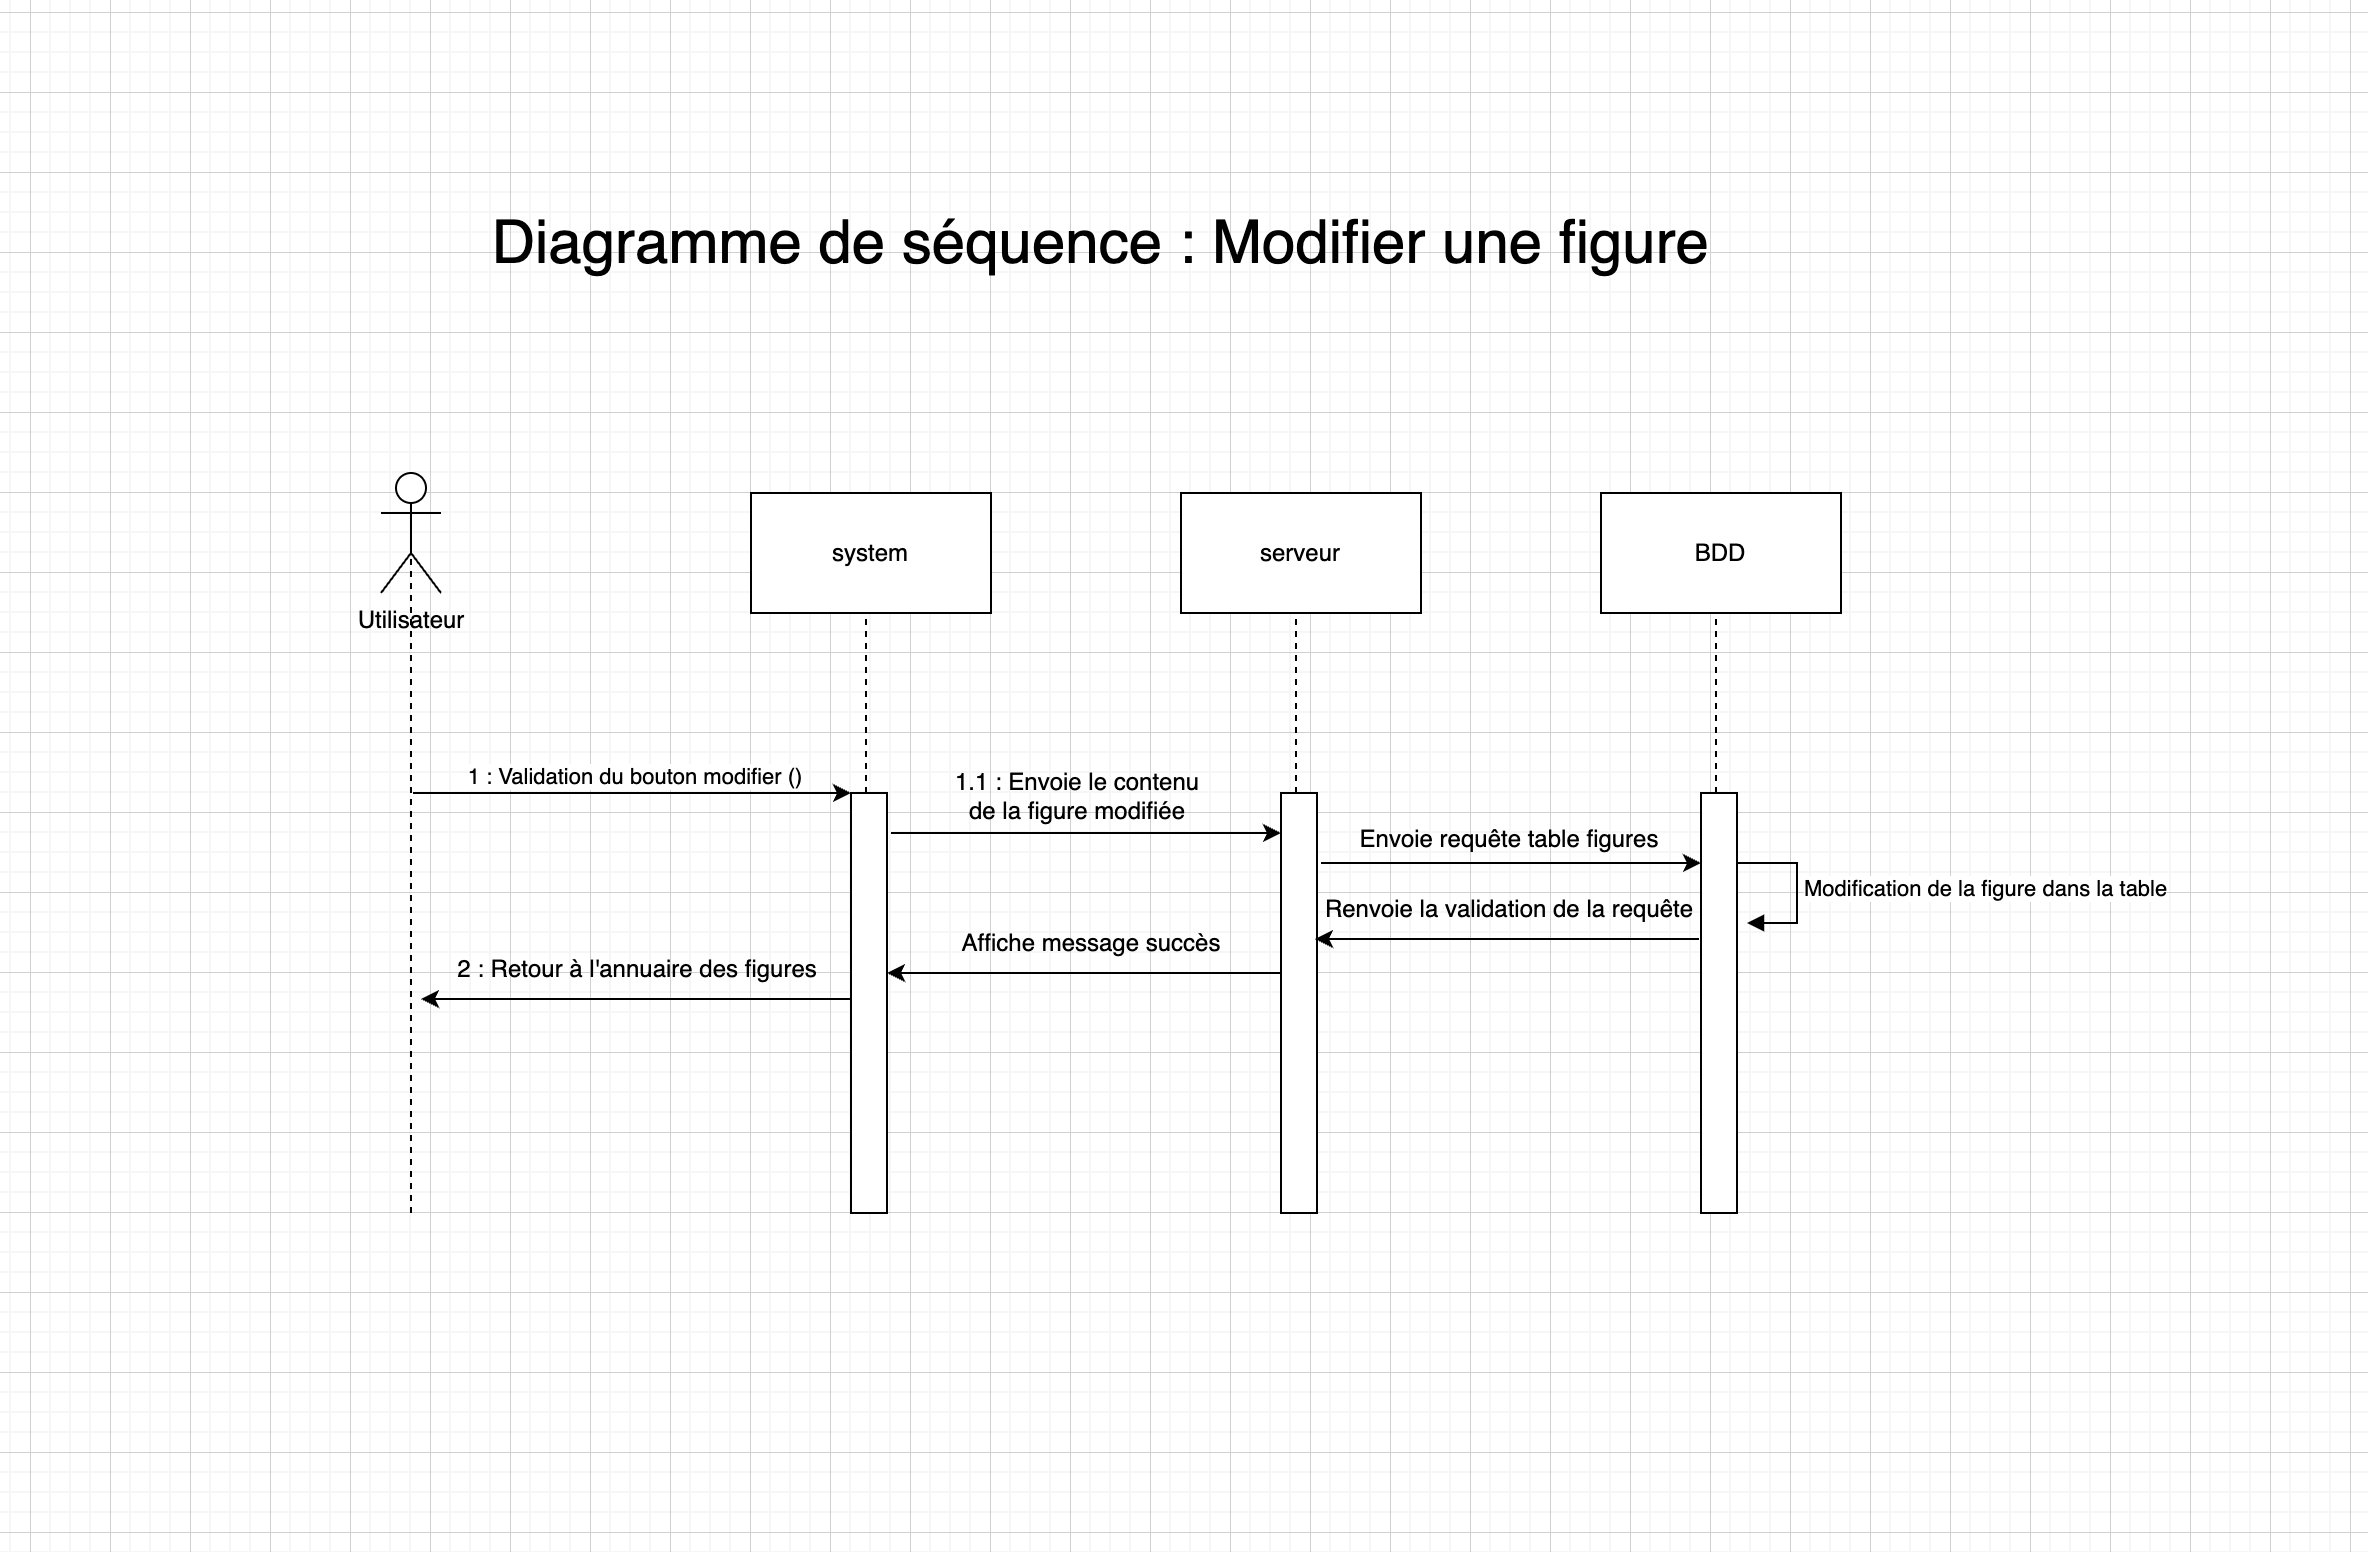 Diagramme de séquence : Modifier une figure
Utilisateur
system
serveur
BDD
1 : Validation du bouton modifier ()
1.1 : Envoie le contenu
de la figure modifiée
Envoie requête table figures
Modification de la figure dans la table
Renvoie la validation de la requête
Affiche message succès
2 : Retour à l'annuaire des figures